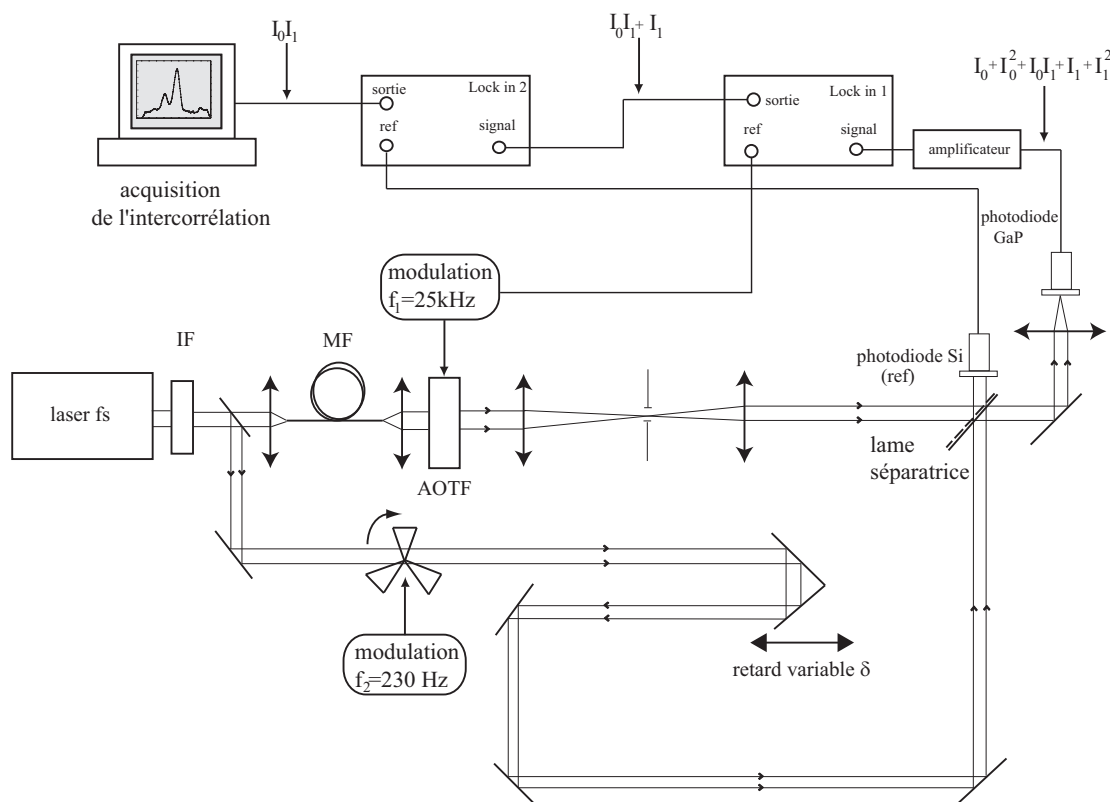 I₀I₁
I₀I₁+ I₁
I₀+I₀²+I₀I₁+I₁+I₁²
sortie
Lock in 2
ref
signal
sortie
Lock in 1
ref
signal
amplificateur
acquisition
de l'intercorrélation
photodiode
GaP
modulation
f₁=25kHz
IF
MF
photodiode Si
(ref)
laser fs
lame
séparatrice
AOTF
modulation
f₂=230 Hz
retard variable δ